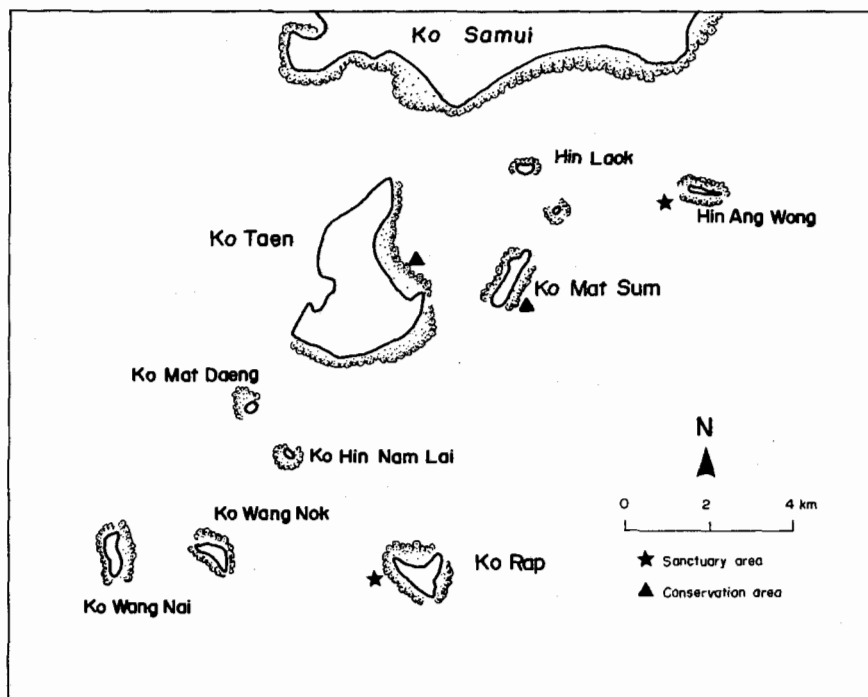 Ko Samui
Hin Laok
Hin Ang Wong
Ko Taen
Ko Mat Sum
Ko Mat Daeng
Ko Hin Nam Lai
N
0 2 4 km
Ko Wang Nok
Ko Rap
★ Sanctuary area
▲ Conservation area
Ko Wang Nai